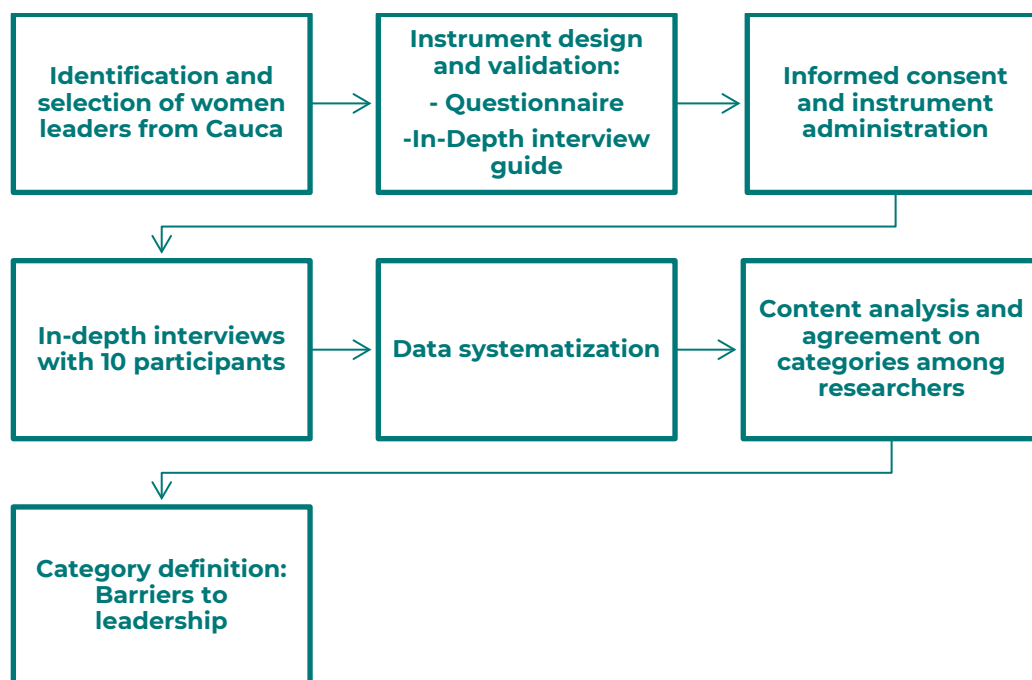 Identification and
selection of women
leaders from Cauca
Instrument design
and validation:
- Questionnaire
-In-Depth interview
guide
Informed consent
and instrument
administration
In-depth interviews
with 10 participants
Data systematization
Content analysis and
agreement on
categories among
researchers
Category definition:
Barriers to
leadership